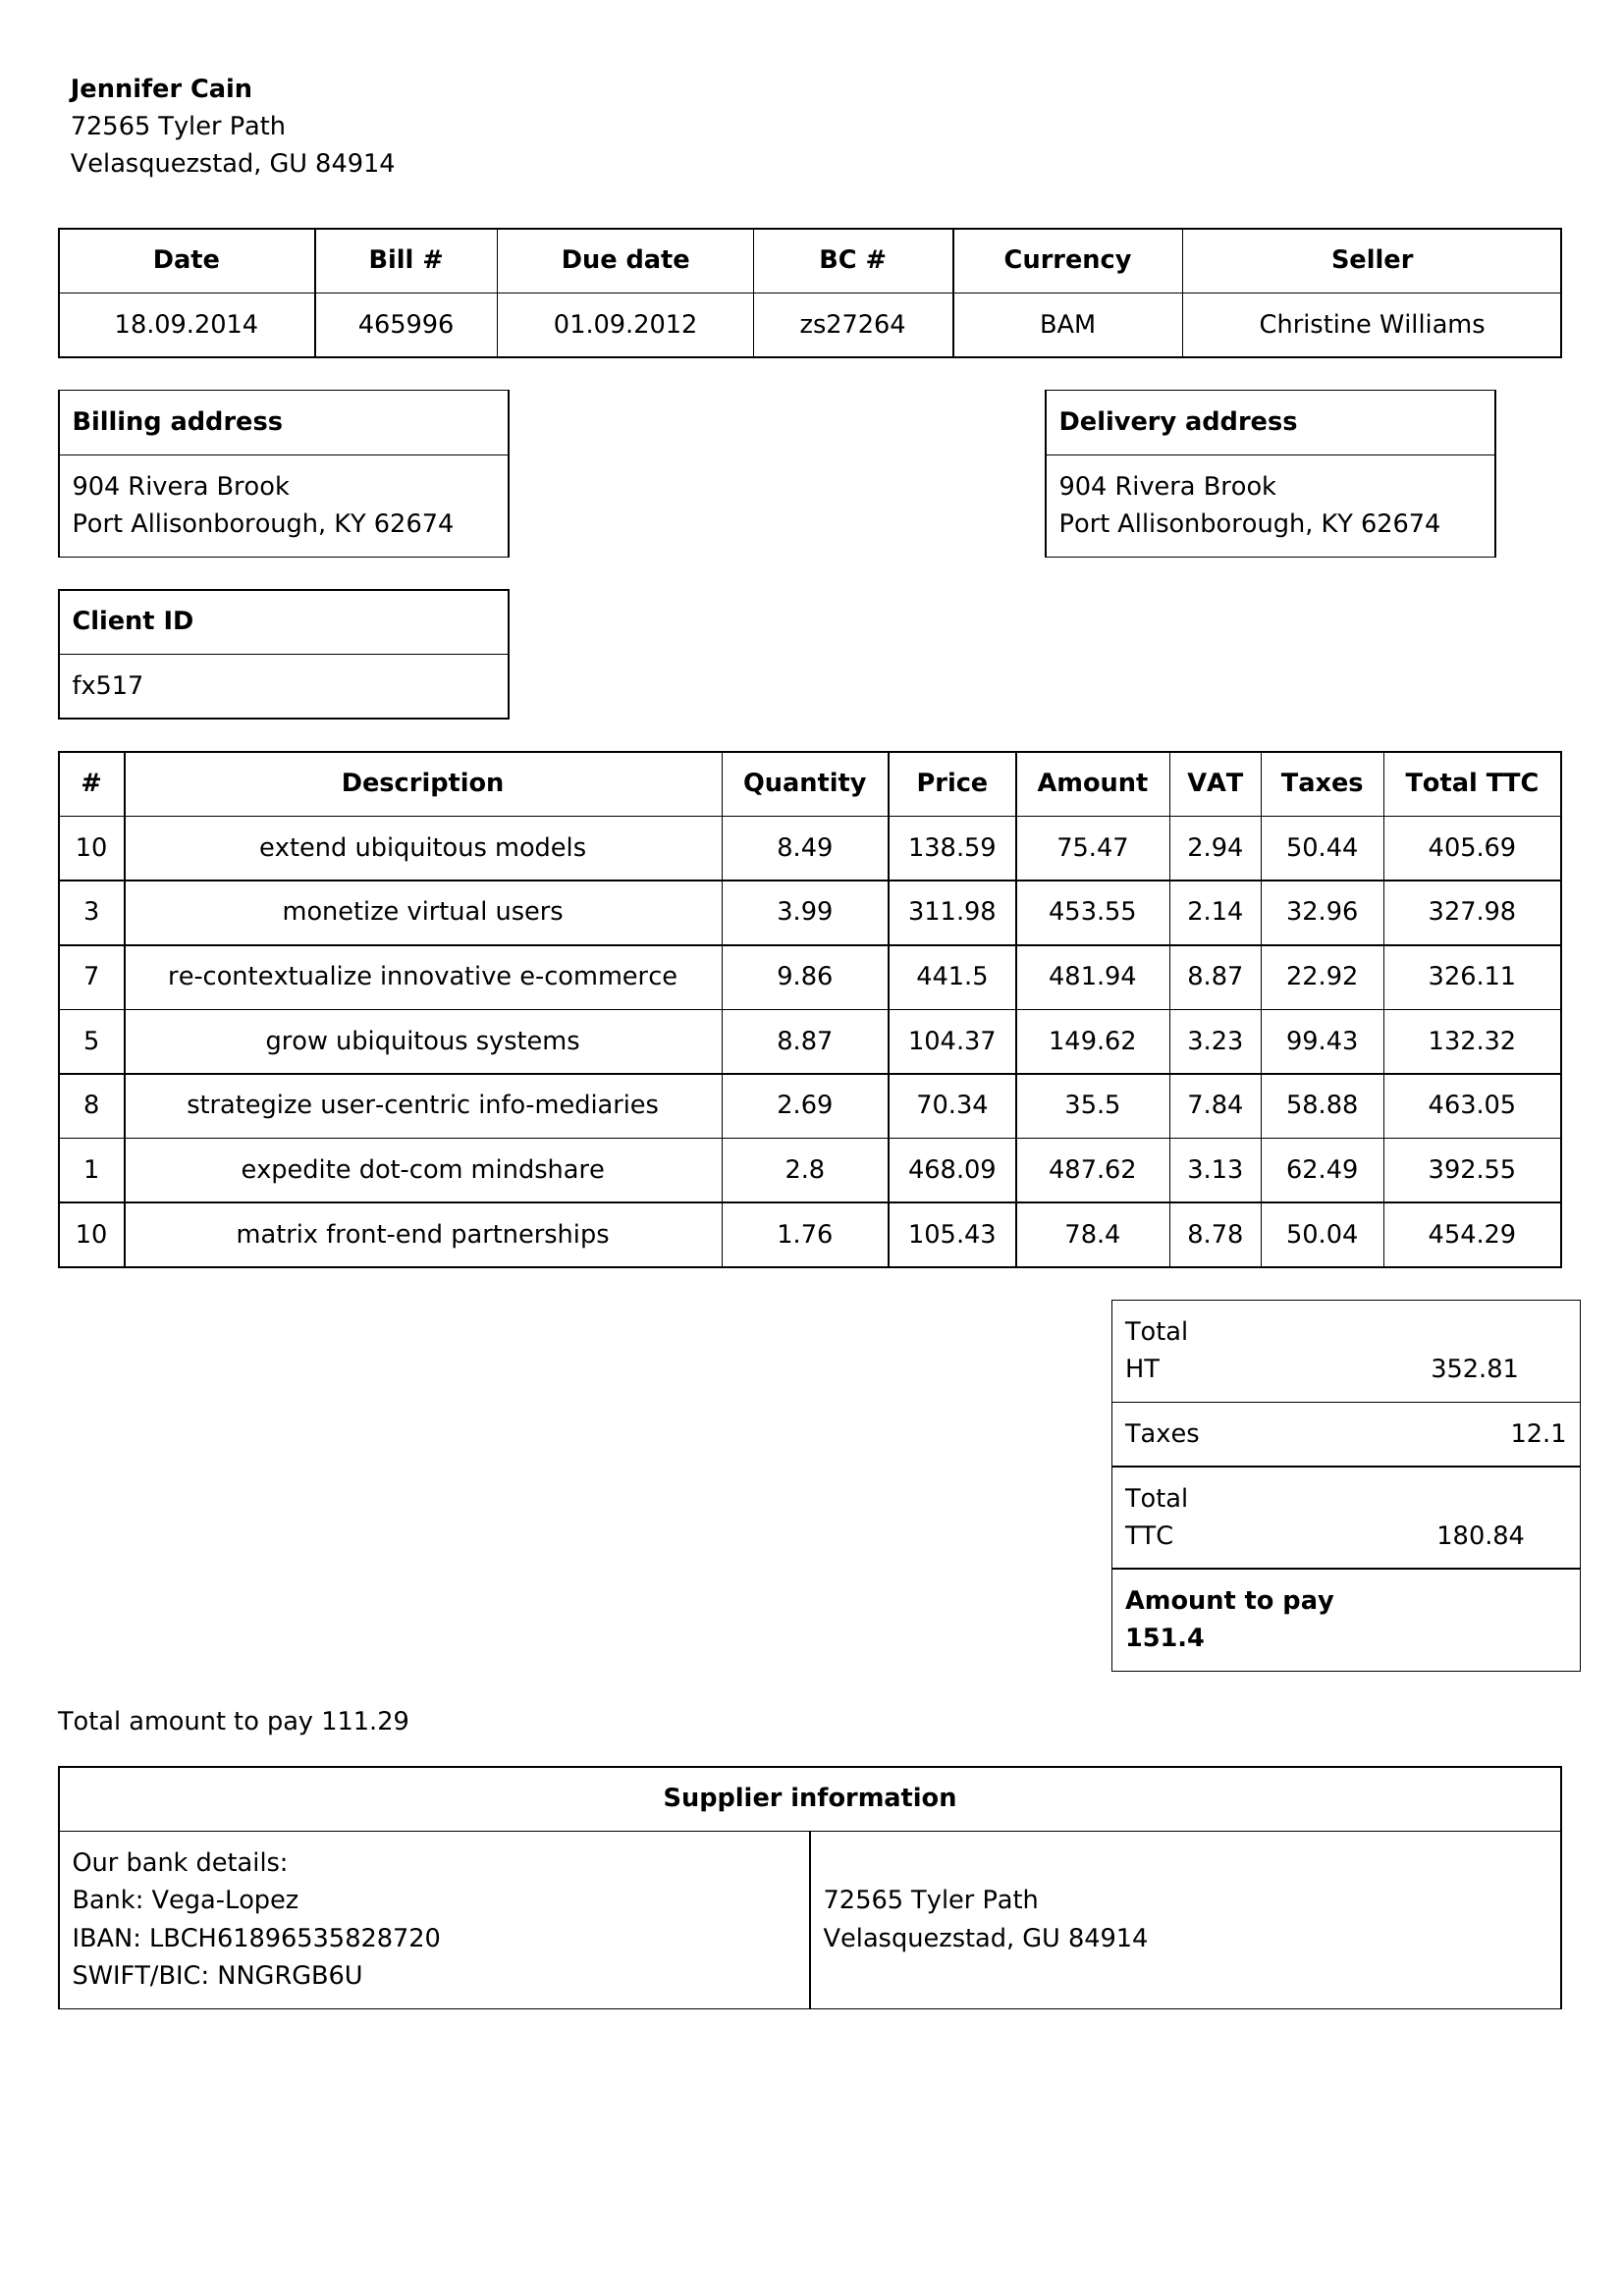 Jennifer Cain
72565 Tyler Path
Velasquezstad, GU 84914
Date Bill # Due date BC # Currency Seller
18.09.2014 465996 01.09.2012 zs27264 BAM Christine Williams
Billing address
904 Rivera Brook
Port Allisonborough, KY 62674
Delivery address
904 Rivera Brook
Port Allisonborough, KY 62674
Client ID
fx517
# Description Quantity Price Amount VAT Taxes Total TTC
10 extend ubiquitous models 8.49 138.59 75.47 2.94 50.44 405.69
3 monetize virtual users 3.99 311.98 453.55 2.14 32.96 327.98
7 re-contextualize innovative e-commerce 9.86 441.5 481.94 8.87 22.92 326.11
5 grow ubiquitous systems 8.87 104.37 149.62 3.23 99.43 132.32
8 strategize user-centric info-mediaries 2.69 70.34 35.5 7.84 58.88 463.05
1 expedite dot-com mindshare 2.8 468.09 487.62 3.13 62.49 392.55
10 matrix front-end partnerships 1.76 105.43 78.4 8.78 50.04 454.29
Total
HT 352.81
Taxes 12.1
Total
TTC 180.84
Amount to pay
151.4
Total amount to pay 111.29
Supplier information
Our bank details:
Bank: Vega-Lopez
IBAN: LBCH61896535828720
SWIFT/BIC: NNGRGB6U
72565 Tyler Path
Velasquezstad, GU 84914